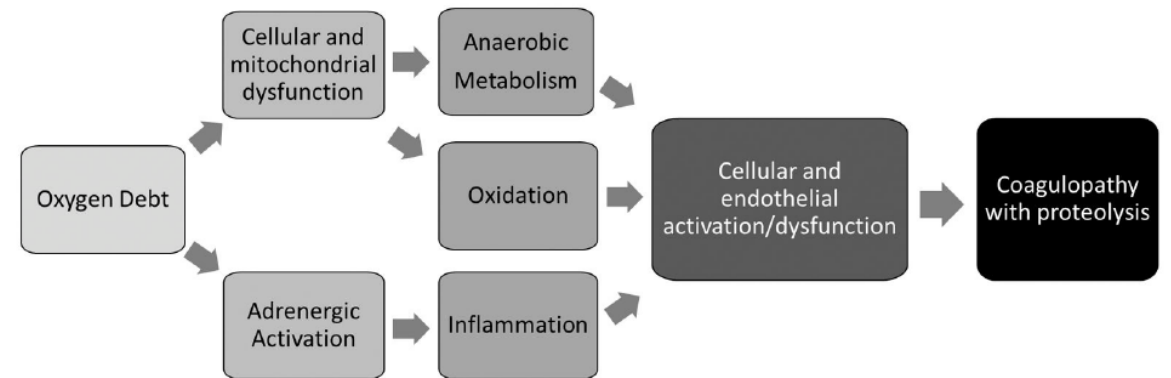 Oxygen Debt
Cellular and
mitochondrial
dysfunction
Adrenergic
Activation
Anaerobic
Metabolism
Oxidation
Inflammation
Cellular and
endothelial
activation/dysfunction
Coagulopathy
with proteolysis